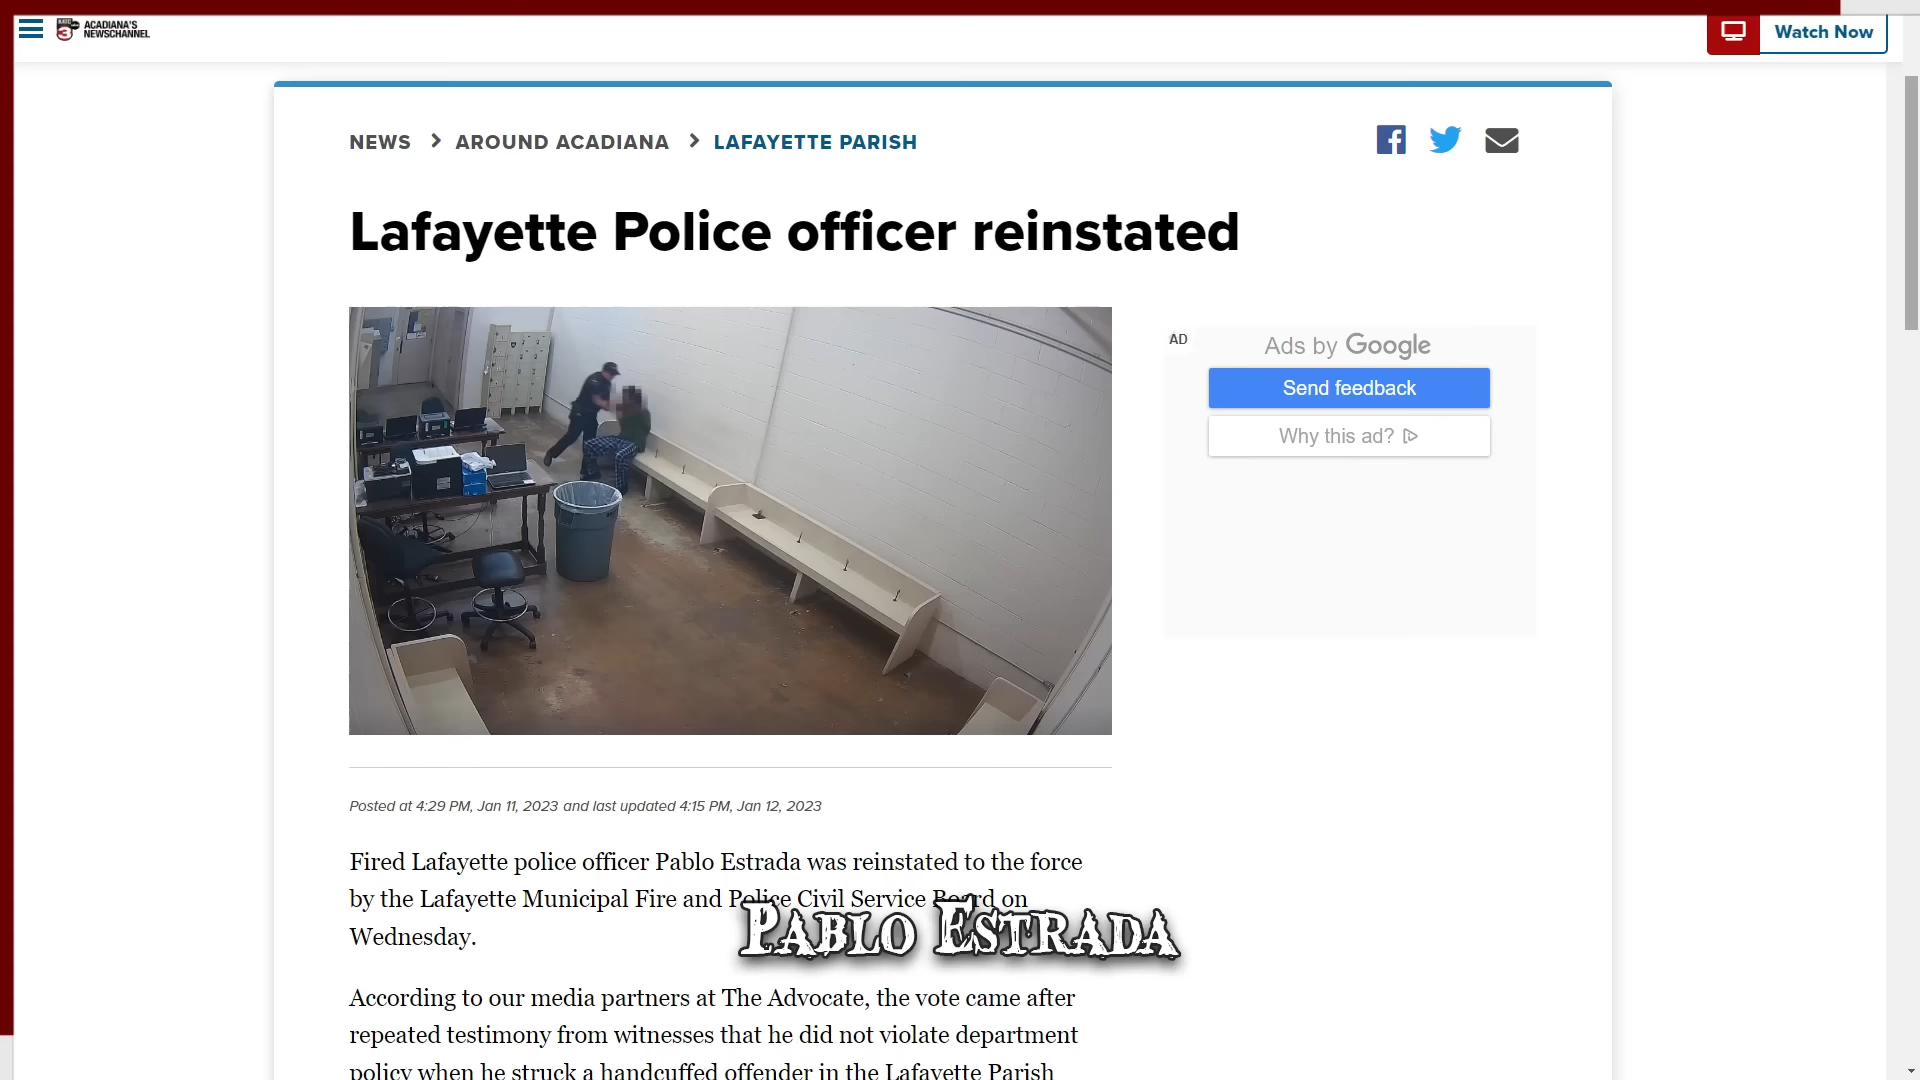 KATC abc 3 ACADIANA'S NEWSCHANNEL
Watch Now
NEWS > AROUND ACADIANA > LAFAYETTE PARISH
Lafayette Police officer reinstated
AD
Ads by Google
Send feedback
Why this ad?
Posted at 4:29 PM, Jan 11, 2023 and last updated 4:15 PM, Jan 12, 2023
Fired Lafayette police officer Pablo Estrada was reinstated to the force
by the Lafayette Municipal Fire and Police Civil Service Board on
Wednesday.
Pablo Estrada
According to our media partners at The Advocate, the vote came after
repeated testimony from witnesses that he did not violate department
policy when he struck a handcuffed offender in the Lafayette Parish